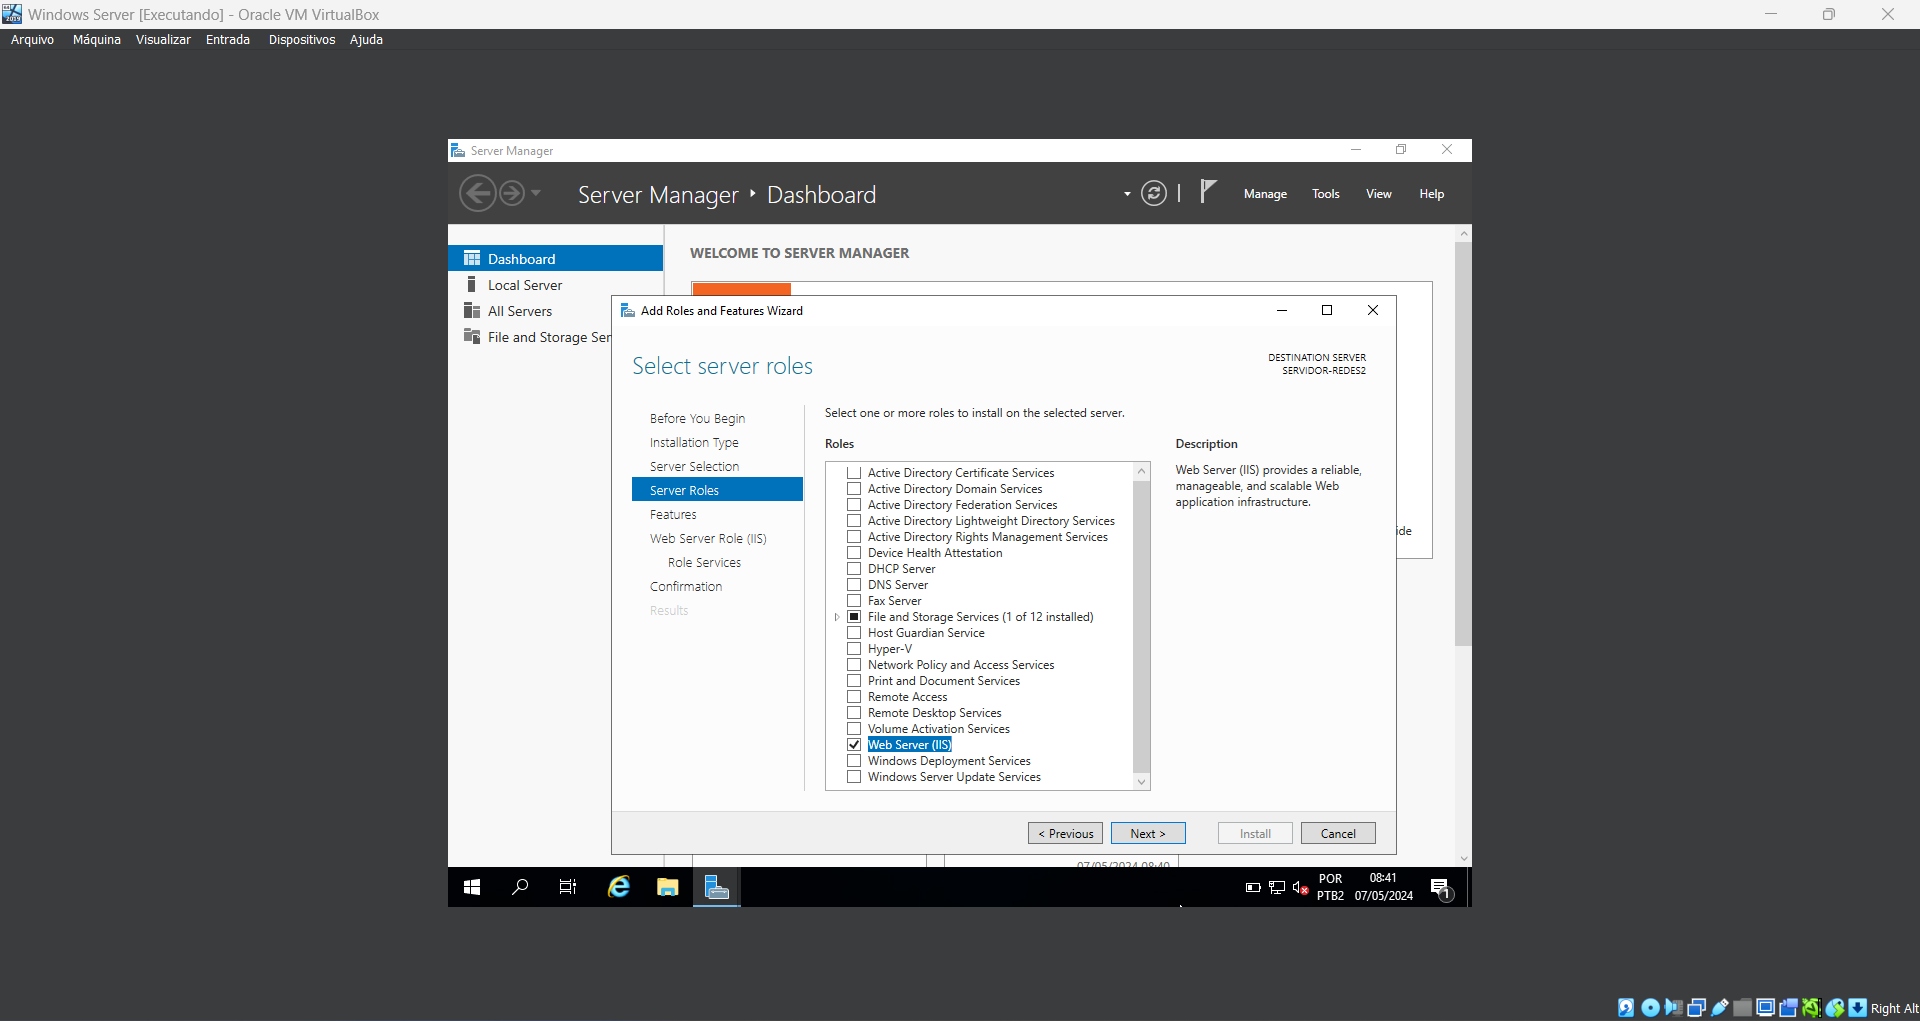 Windows Server [Executando] - Oracle VM VirtualBox
Arquivo Máquina Visualizar Entrada Dispositivos Ajuda
Server Manager
Server Manager Dashboard
Manage Tools View Help
Dashboard
Local Server
All Servers
File and Storage Ser
WELCOME TO SERVER MANAGER
Add Roles and Features Wizard
Select server roles
DESTINATION SERVER
SERVIDOR-REDES2
Before You Begin
Installation Type
Server Selection
Server Roles
Features
Web Server Role (IIS)
Role Services
Confirmation
Results
Select one or more roles to install on the selected server.
Roles
Active Directory Certificate Services
Active Directory Domain Services
Active Directory Federation Services
Active Directory Lightweight Directory Services
Active Directory Rights Management Services
Device Health Attestation
DHCP Server
DNS Server
Fax Server
File and Storage Services (1 of 12 installed)
Host Guardian Service
Hyper-V
Network Policy and Access Services
Print and Document Services
Remote Access
Remote Desktop Services
Volume Activation Services
Web Server (IIS)
Windows Deployment Services
Windows Server Update Services
Description
Web Server (IIS) provides a reliable,
manageable, and scalable Web
application infrastructure.
ide
< Previous Next > Install Cancel
07/05/2024 08:40
POR
PTB2
08:41
07/05/2024
1
Right Alt